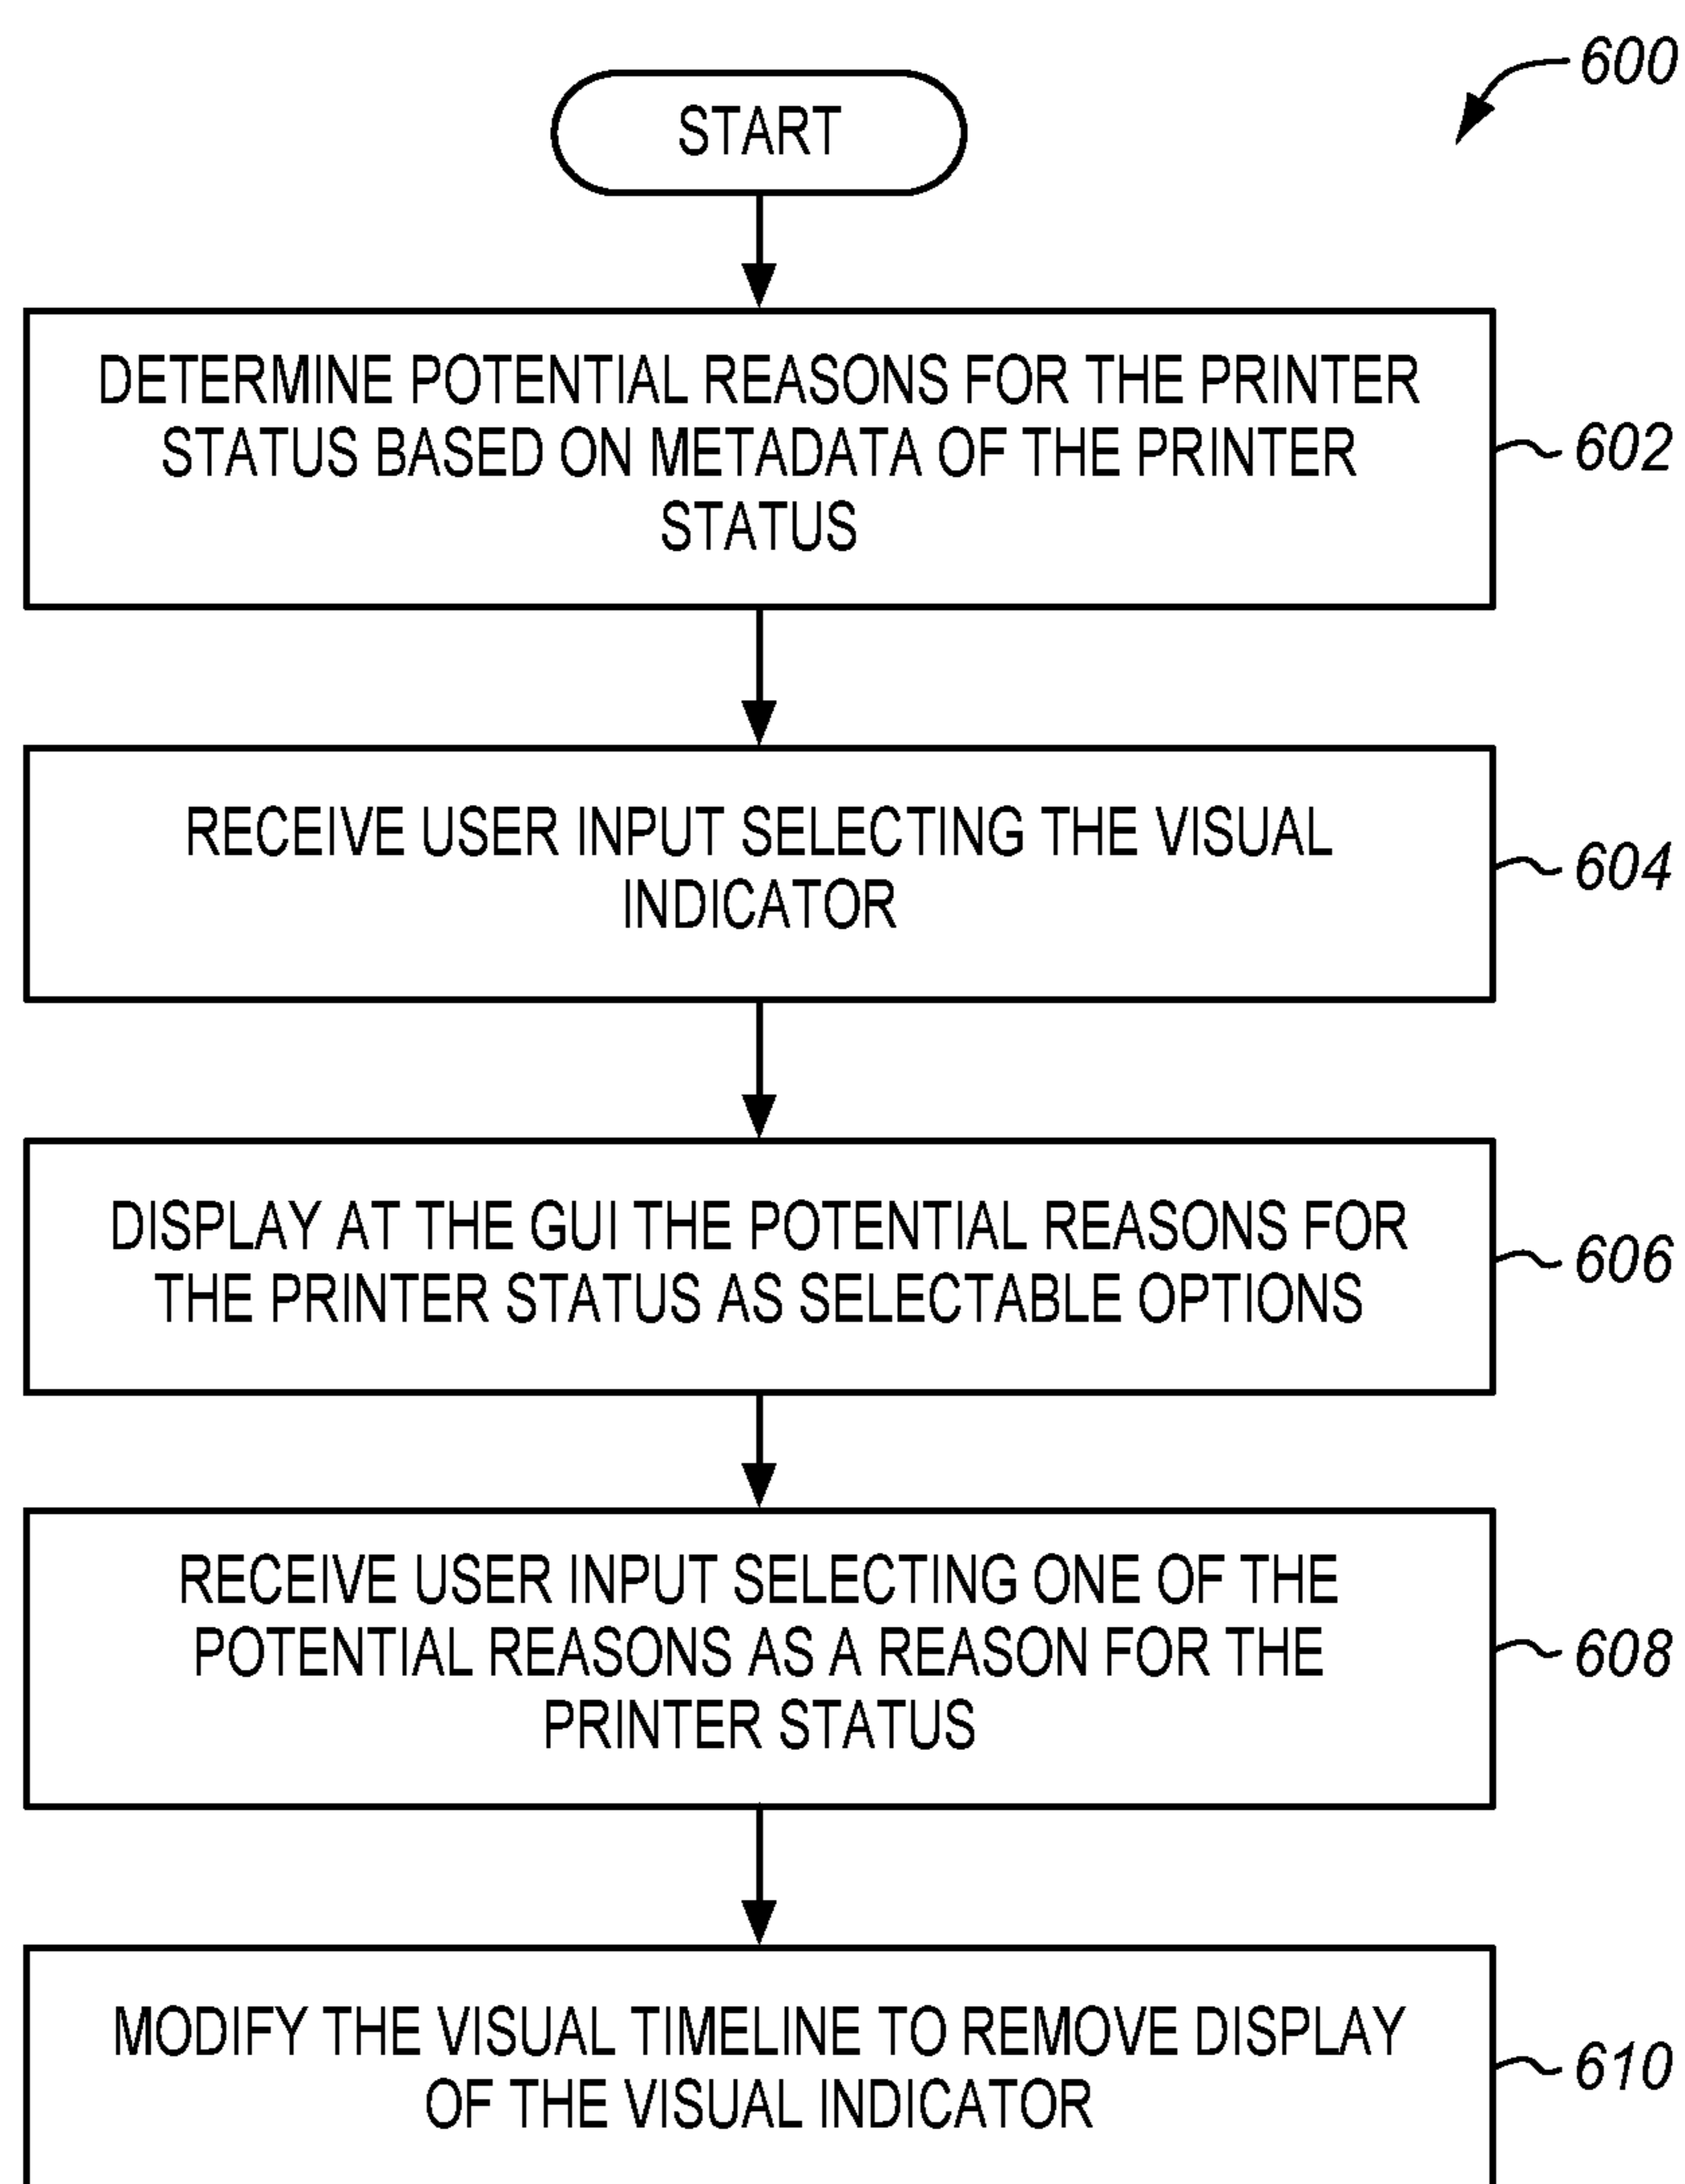 600
START
DETERMINE POTENTIAL REASONS FOR THE PRINTER
STATUS BASED ON METADATA OF THE PRINTER
STATUS
602
RECEIVE USER INPUT SELECTING THE VISUAL
INDICATOR
604
DISPLAY AT THE GUI THE POTENTIAL REASONS FOR
THE PRINTER STATUS AS SELECTABLE OPTIONS
606
RECEIVE USER INPUT SELECTING ONE OF THE
POTENTIAL REASONS AS A REASON FOR THE
PRINTER STATUS
608
MODIFY THE VISUAL TIMELINE TO REMOVE DISPLAY
OF THE VISUAL INDICATOR
610